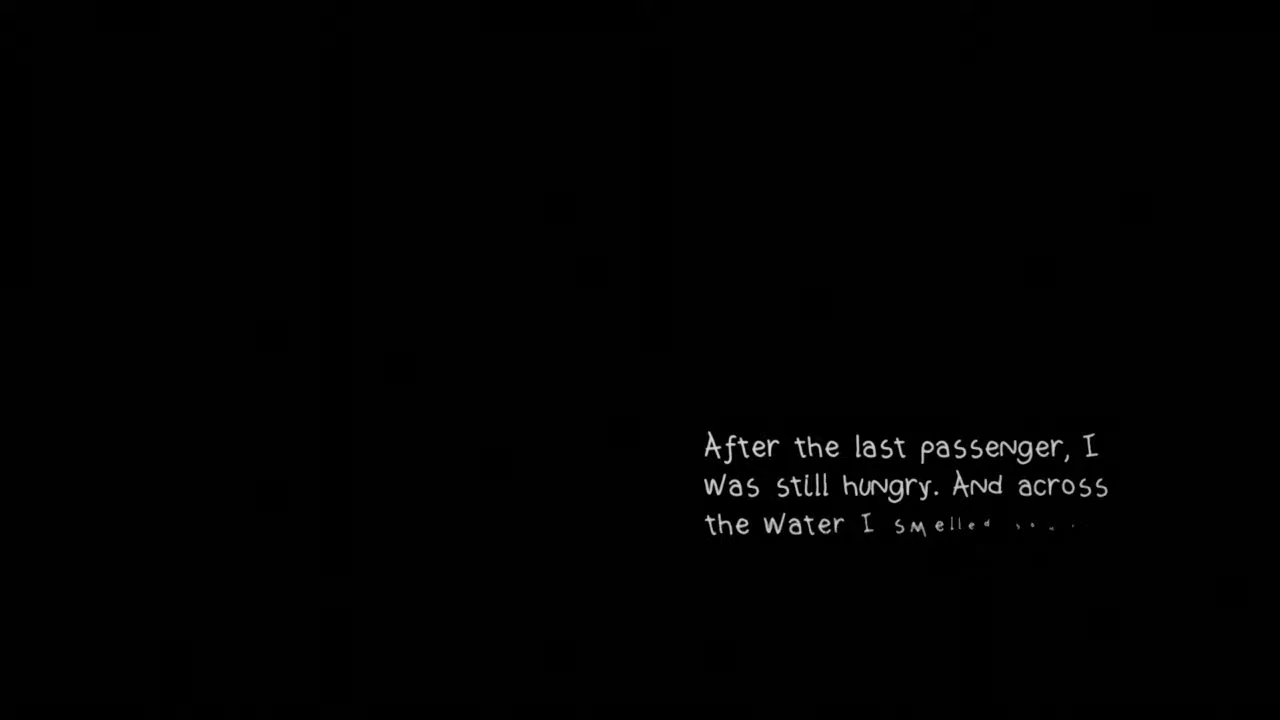 After the last passenger, I
was still hungry. And across
the water I smelled